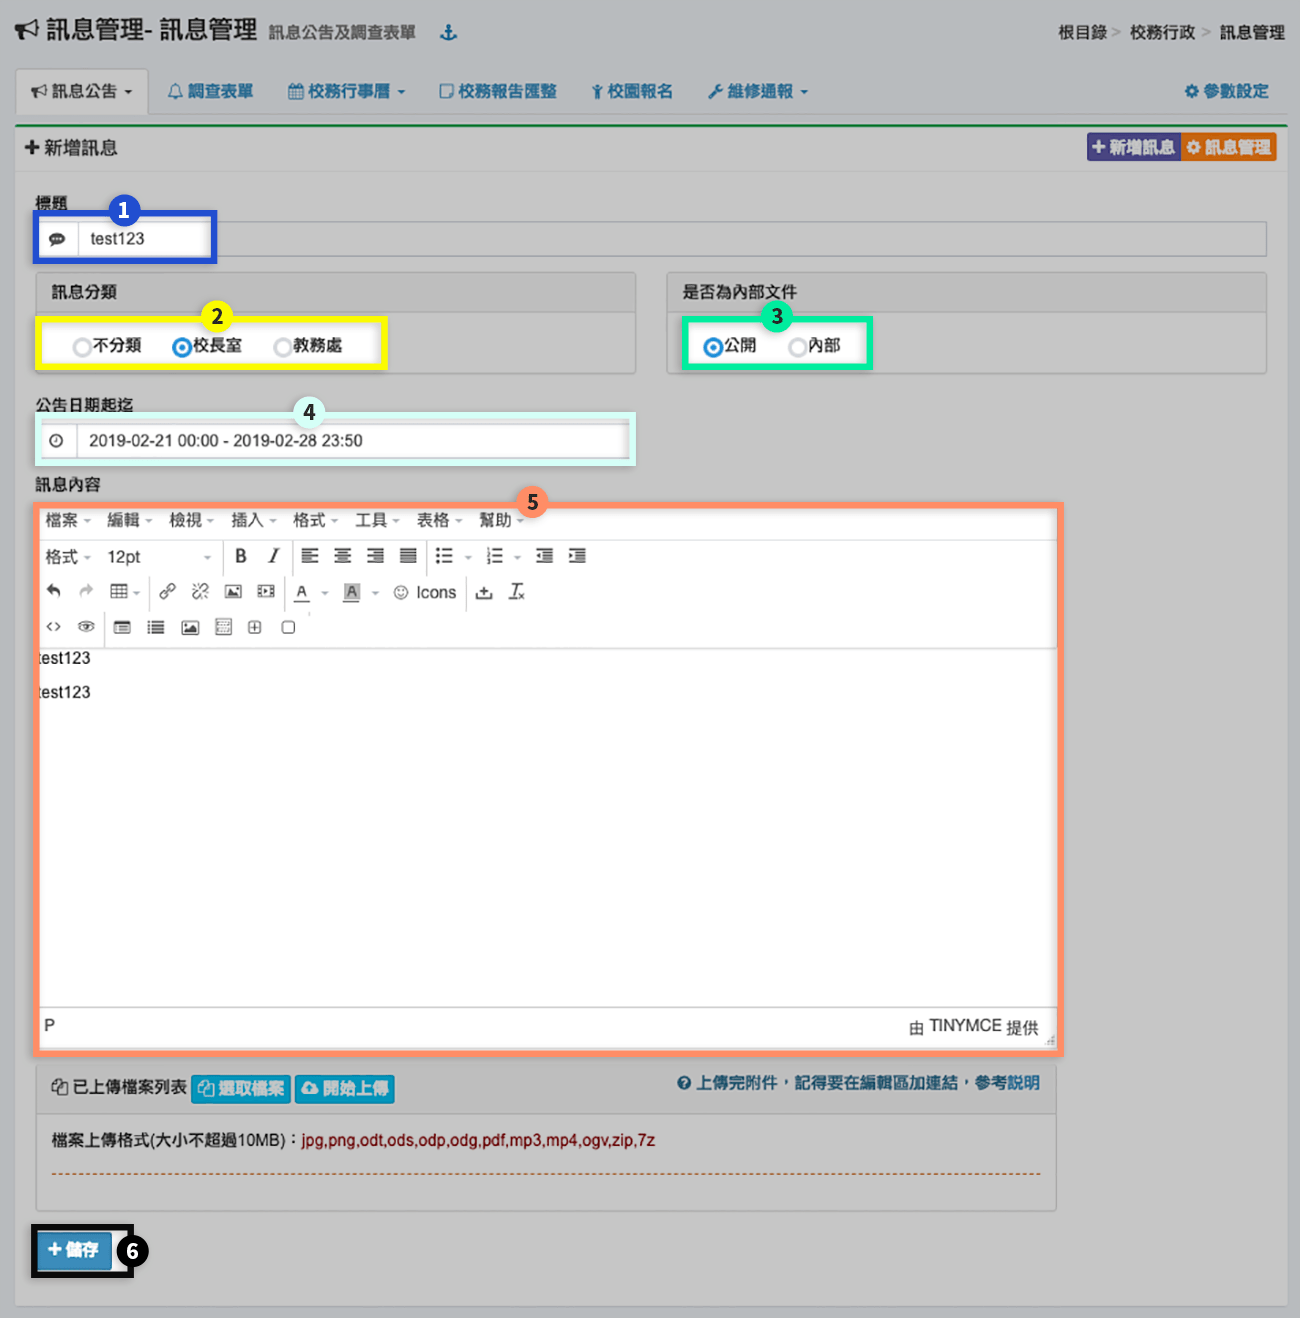 訊息管理- 訊息管理 訊息公告及調查表單
根目錄 > 校務行政 > 訊息管理
訊息公告 調查表單 校務行事曆 校務報告匯整 校園報名 維修通報 參數設定
新增訊息
新增訊息 訊息管理
標題
1
test123
訊息分類
是否為內部文件
2
3
不分類 校長室 教務處
公開 內部
公告日期起迄
4
2019-02-21 00:00 - 2019-02-28 23:50
訊息內容
5
檔案 編輯 檢視 插入 格式 工具 表格 幫助
格式 12pt B I
A A Icons
test123
test123
P
由 TINYMCE 提供
已上傳檔案列表 選取檔案 開始上傳
上傳完附件，記得要在編輯區加連結，參考說明
檔案上傳格式(大小不超過10MB)：jpg,png,odt,ods,odp,odg,pdf,mp3,mp4,ogv,zip,7z
儲存
6